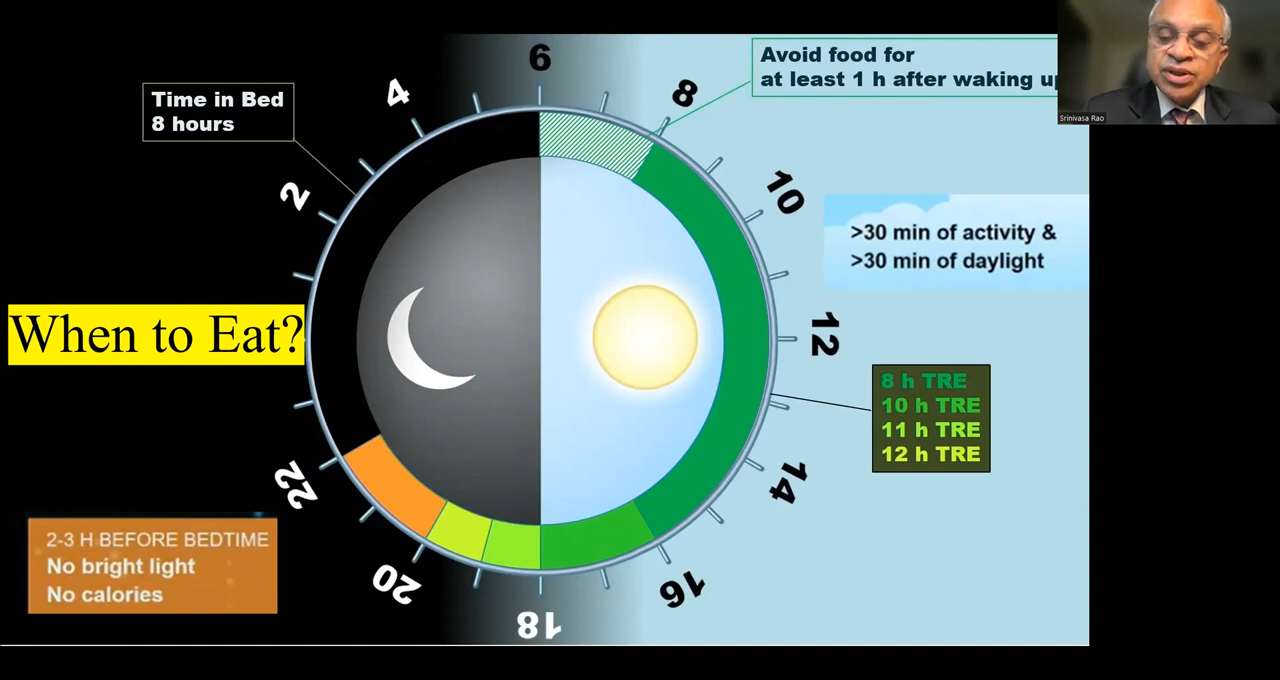 Avoid food for
at least 1 h after waking up
Srinivasa Rao
Time in Bed
8 hours
6
8
10
12
14
16
18
20
22
2
4
>30 min of activity &
>30 min of daylight
When to Eat?
8 h TRE
10 h TRE
11 h TRE
12 h TRE
2-3 H BEFORE BEDTIME
No bright light
No calories